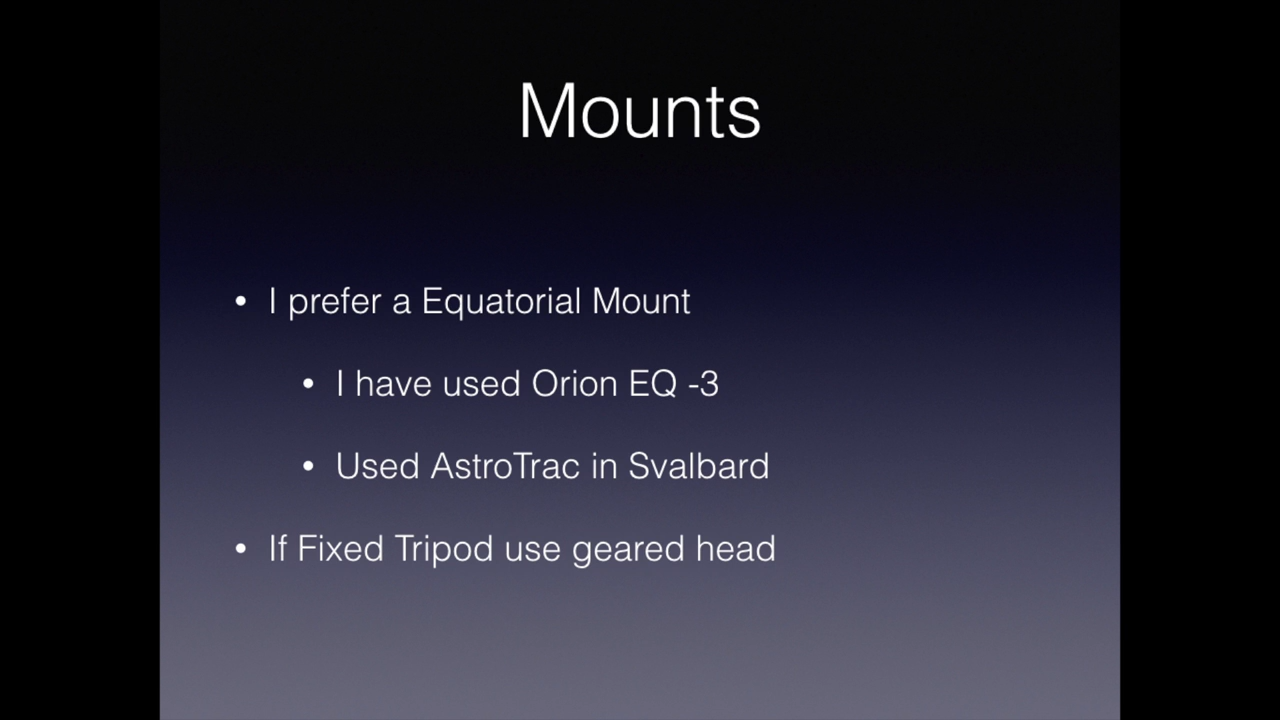 Mounts
• I prefer a Equatorial Mount
• I have used Orion EQ -3
• Used AstroTrac in Svalbard
• If Fixed Tripod use geared head